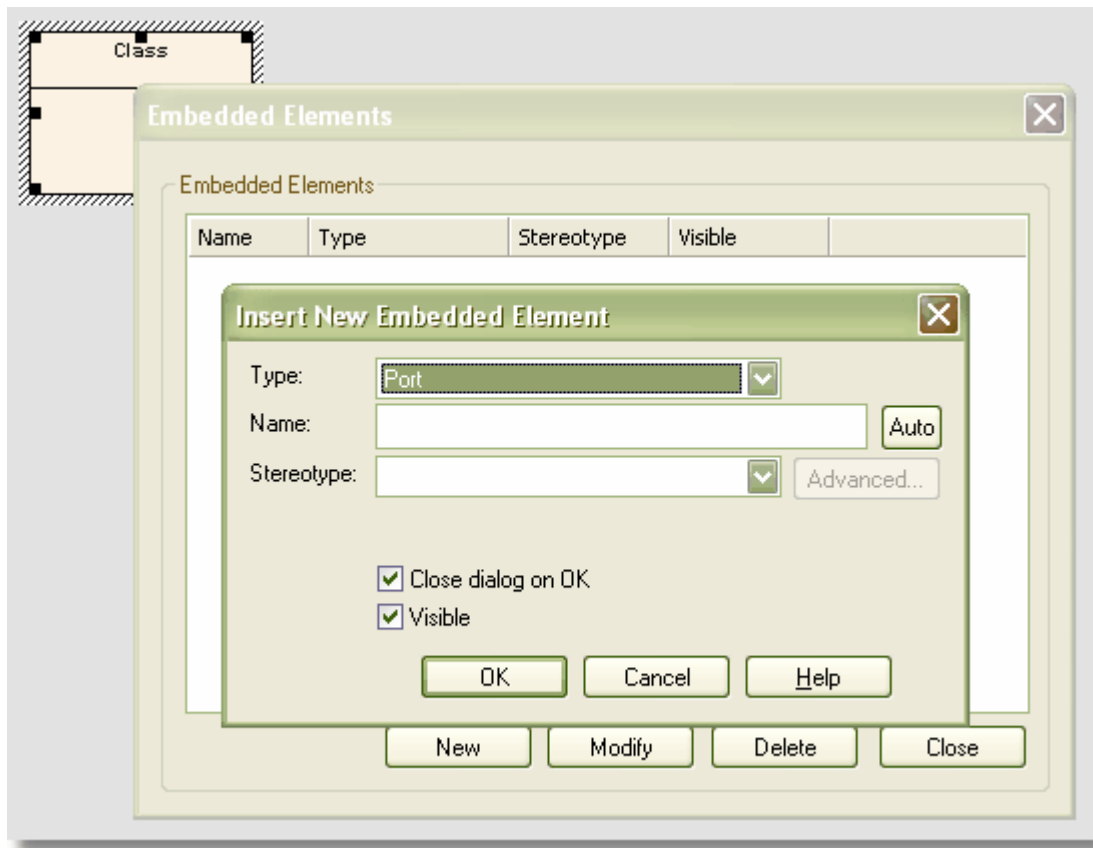 Class
Embedded Elements
Embedded Elements
Name Type Stereotype Visible
Insert New Embedded Element
Type: Port
Name: Auto
Stereotype: Advanced...
Close dialog on OK
Visible
OK Cancel Help
New Modify Delete Close